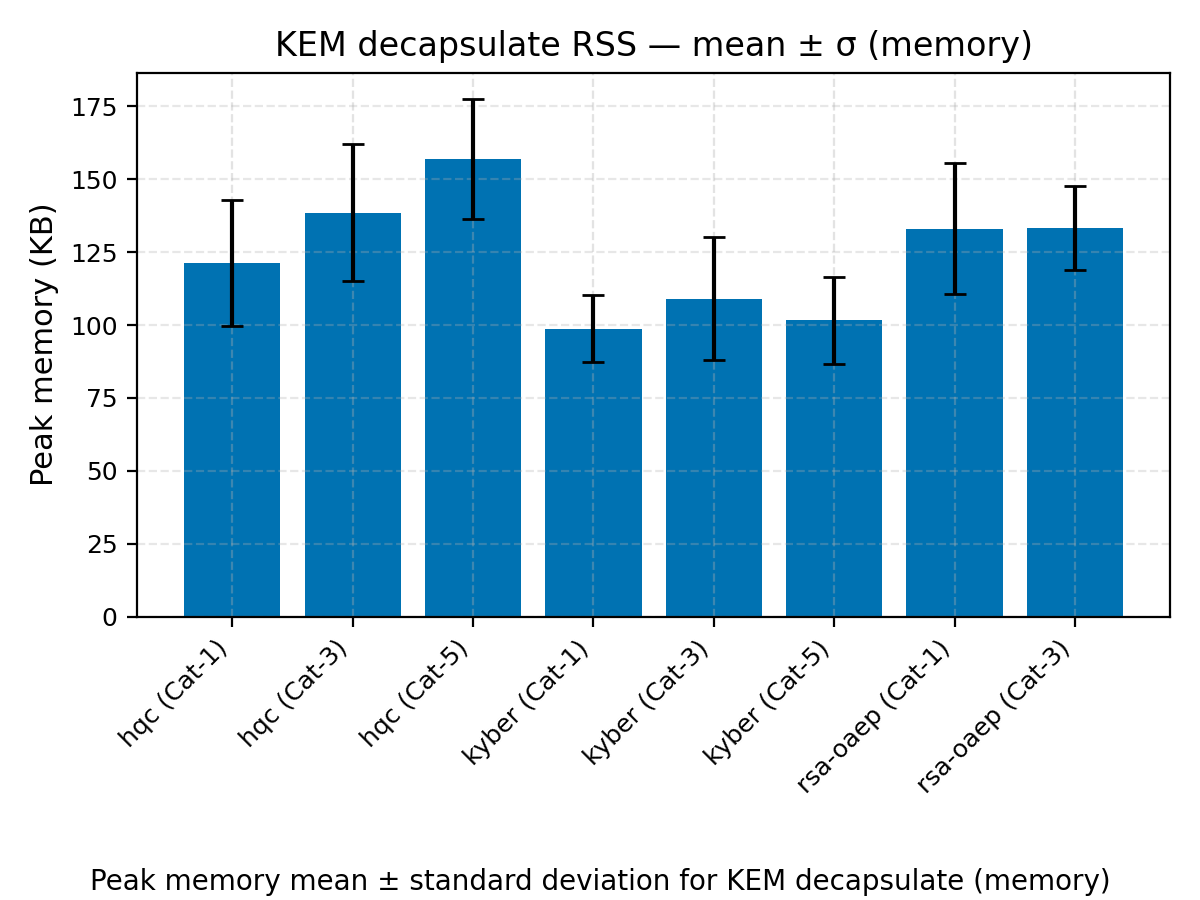 KEM decapsulate RSS — mean ± σ (memory)
Peak memory (KB)
175
150
125
100
75
50
25
0
hqc (Cat-1)
hqc (Cat-3)
hqc (Cat-5)
kyber (Cat-1)
kyber (Cat-3)
kyber (Cat-5)
rsa-oaep (Cat-1)
rsa-oaep (Cat-3)
Peak memory mean ± standard deviation for KEM decapsulate (memory)